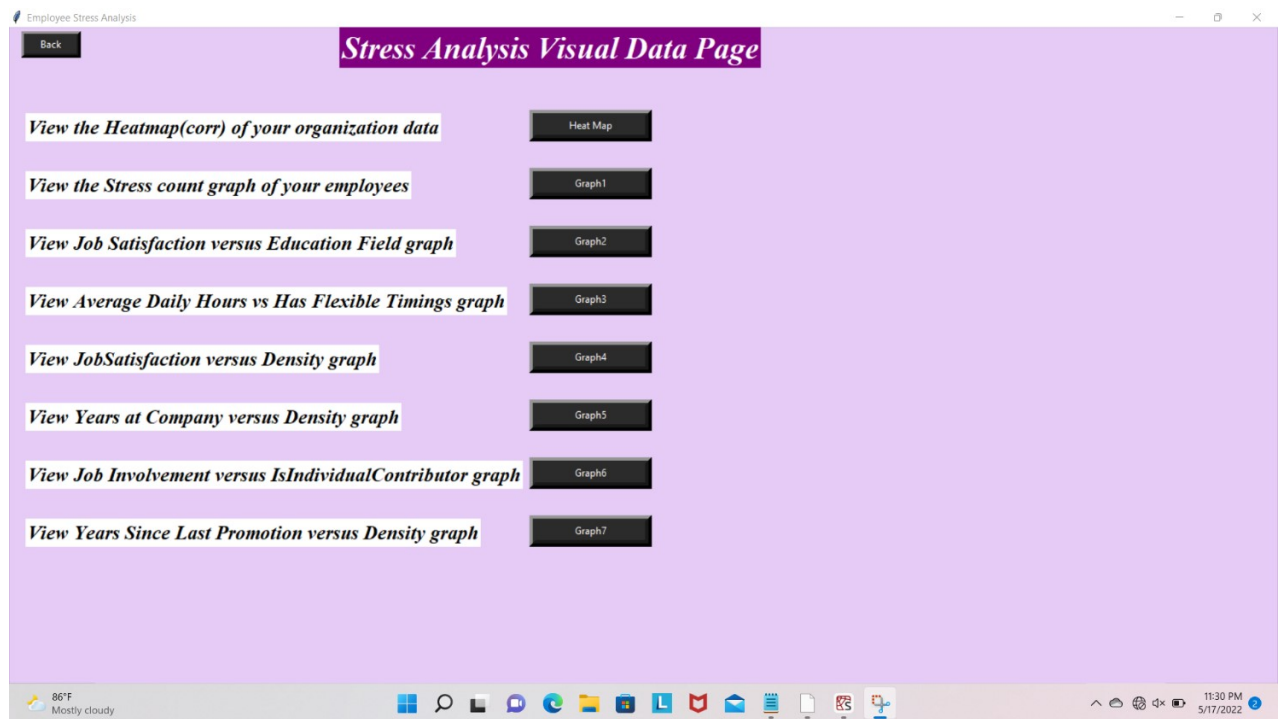 Employee Stress Analysis
Back
Stress Analysis Visual Data Page
View the Heatmap(corr) of your organization data
Heat Map
View the Stress count graph of your employees
Graph1
View Job Satisfaction versus Education Field graph
Graph2
View Average Daily Hours vs Has Flexible Timings graph
Graph3
View JobSatisfaction versus Density graph
Graph4
View Years at Company versus Density graph
Graph5
View Job Involvement versus IsIndividualContributor graph
Graph6
View Years Since Last Promotion versus Density graph
Graph7
86°F
Mostly cloudy
L
11:30 PM
5/17/2022
2